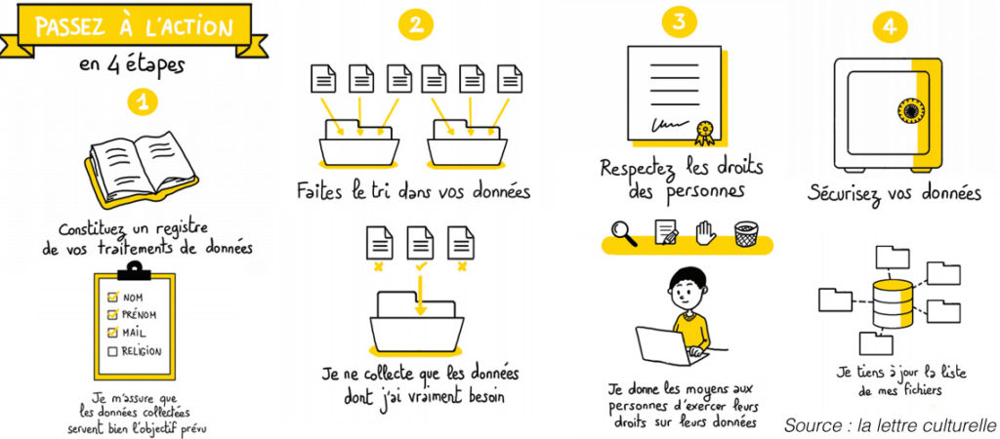 PASSEZ À L'ACTION
en 4 étapes
1
Constituez un registre
de vos traitements de données
NOM
PRÉNOM
MAIL
RELIGION
Je m'assure que
les données collectées
servent bien l'objectif prévu
2
Faites le tri dans vos données
Je ne collecte que les données
dont j'ai vraiment besoin
3
Respectez les droits
des personnes
Je donne les moyens aux
personnes d'exercer leurs
droits sur leurs données
4
Sécurisez vos données
Je tiens à jour la liste
de mes fichiers
Source : la lettre culturelle